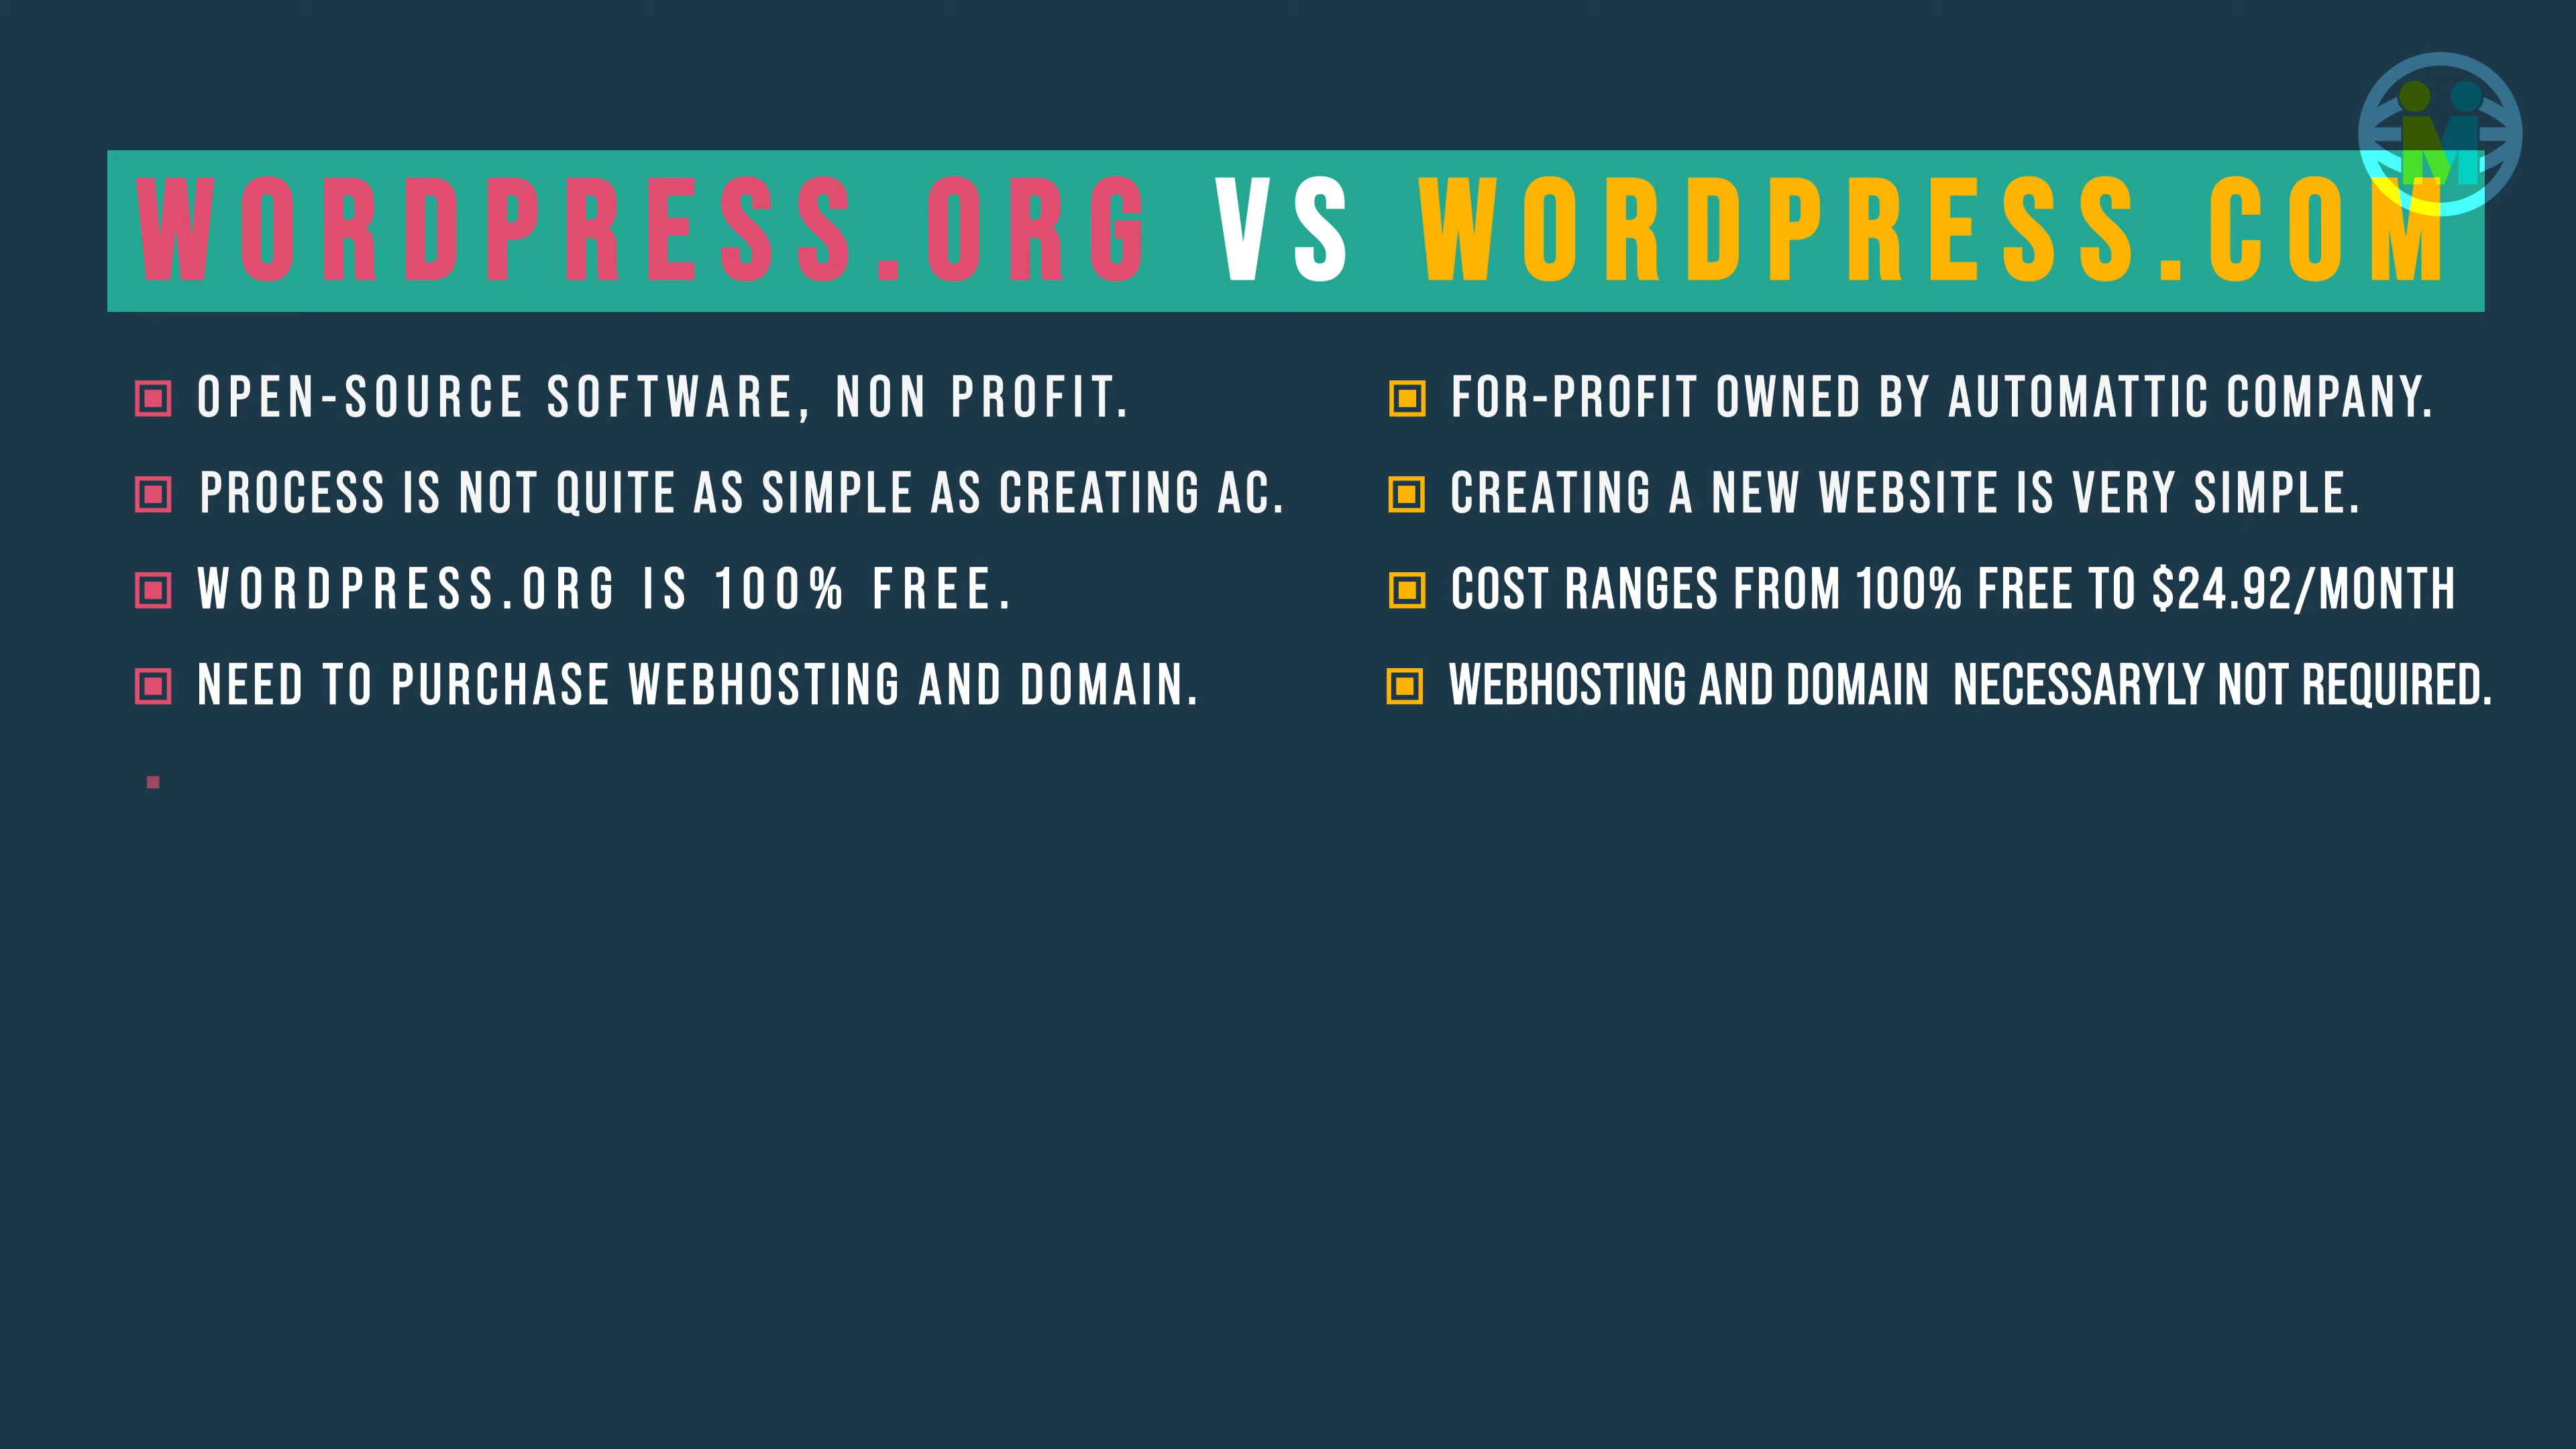 WORDPRESS.ORG VS WORDPRESS.COM
OPEN-SOURCE SOFTWARE, NON PROFIT.
PROCESS IS NOT QUITE AS SIMPLE AS CREATING AC.
WORDPRESS.ORG IS 100% FREE.
NEED TO PURCHASE WEBHOSTING AND DOMAIN.
FOR-PROFIT OWNED BY AUTOMATTIC COMPANY.
CREATING A NEW WEBSITE IS VERY SIMPLE.
COST RANGES FROM 100% FREE TO $24.92/MONTH
WEBHOSTING AND DOMAIN NECESSARYLY NOT REQUIRED.